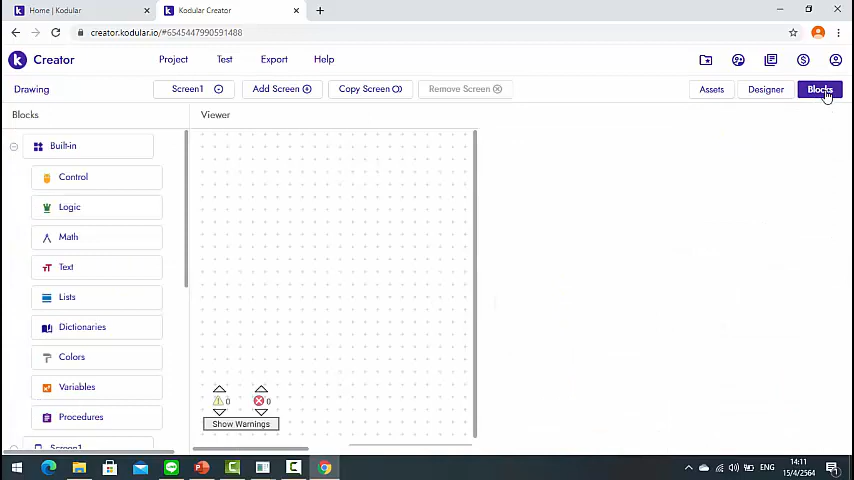 Home | Kodular
Kodular Creator
creator.kodular.io/#6545447990591488
Creator
Project
Test
Export
Help
Drawing
Screen1
Add Screen
Copy Screen
Remove Screen
Assets
Designer
Blocks
Blocks
Viewer
Built-in
Control
Logic
Math
Text
Lists
Dictionaries
Colors
Variables
Procedures
Screen1
0
0
Show Warnings
ENG
14:11
15/4/2564